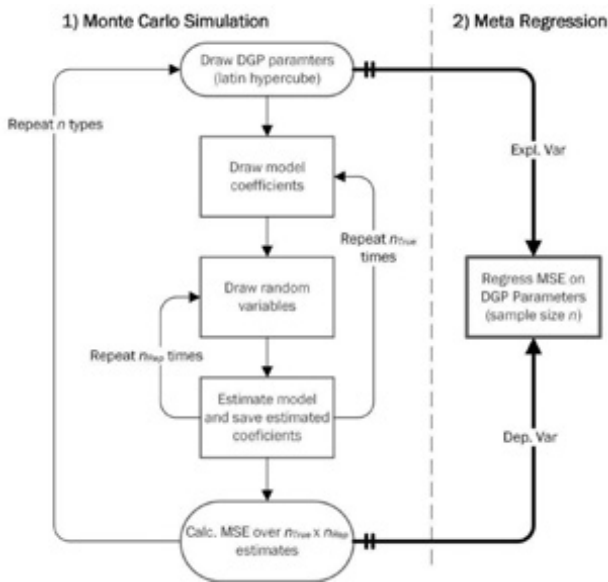 1) Monte Carlo Simulation
2) Meta Regression
Draw DGP paramters
(latin hypercube)
Repeat n types
Expl. Var
Draw model
coefficients
Repeat nTrue
times
Draw random
variables
Regress MSE on
DGP Parameters
(sample size n)
Repeat nRep times
Estimate model
and save estimated
coeficients
Dep. Var
Calc. MSE over nTrue x nRep
estimates